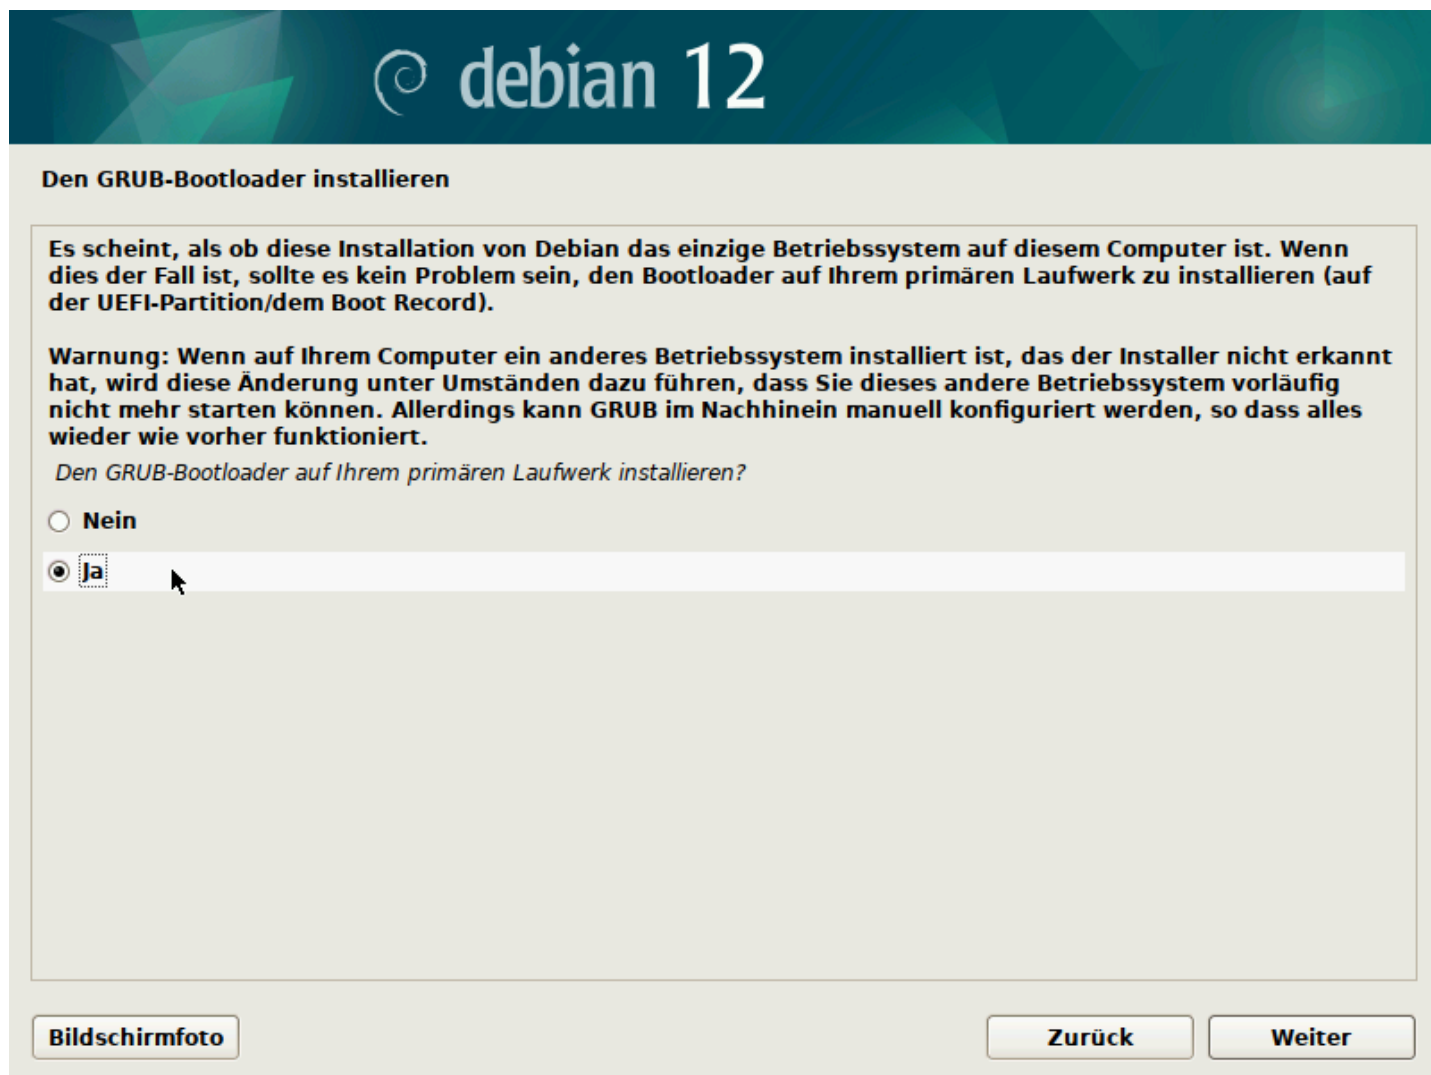 debian 12
Den GRUB-Bootloader installieren
Es scheint, als ob diese Installation von Debian das einzige Betriebssystem auf diesem Computer ist. Wenn
dies der Fall ist, sollte es kein Problem sein, den Bootloader auf Ihrem primären Laufwerk zu installieren (auf
der UEFI-Partition/dem Boot Record).
Warnung: Wenn auf Ihrem Computer ein anderes Betriebssystem installiert ist, das der Installer nicht erkannt
hat, wird diese Änderung unter Umständen dazu führen, dass Sie dieses andere Betriebssystem vorläufig
nicht mehr starten können. Allerdings kann GRUB im Nachhinein manuell konfiguriert werden, so dass alles
wieder wie vorher funktioniert.
Den GRUB-Bootloader auf Ihrem primären Laufwerk installieren?
Nein
Ja
Bildschirmfoto
Zurück
Weiter